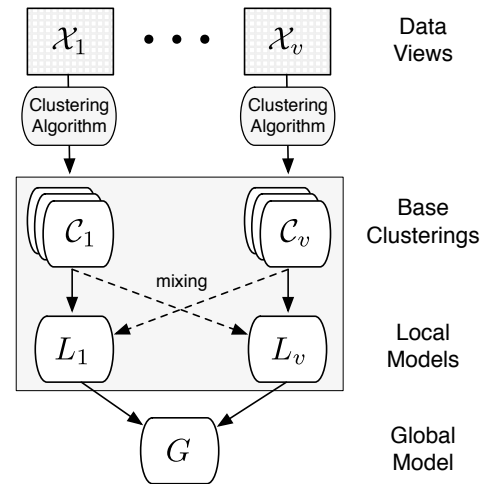 𝒳₁ • • • 𝒳ᵥ Data
Views
Clustering
Algorithm
Clustering
Algorithm
𝒞₁ 𝒞ᵥ Base
Clusterings
mixing
L₁ Lᵥ Local
Models
G Global
Model